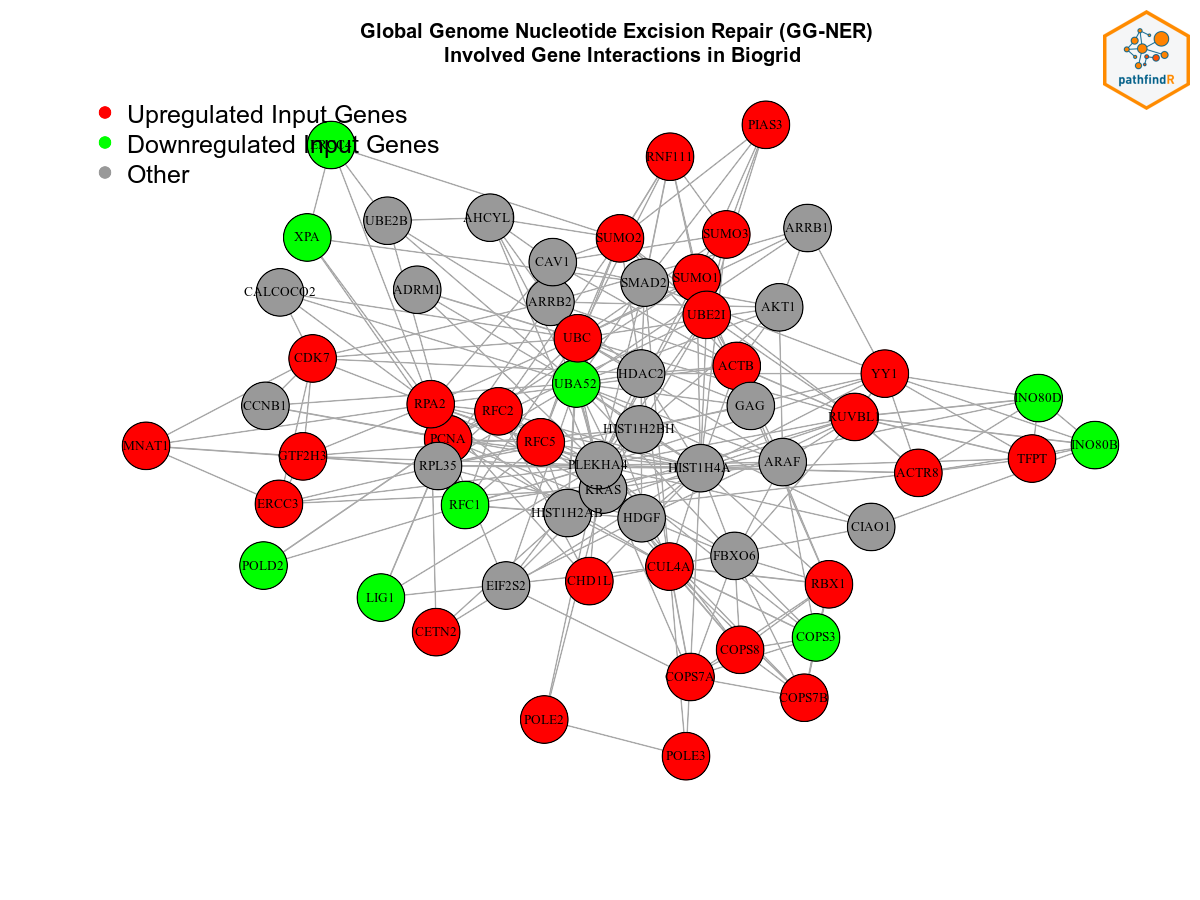 Global Genome Nucleotide Excision Repair (GG-NER)
Involved Gene Interactions in Biogrid
pathfindR
Upregulated Input Genes
Downregulated Input Genes
Other
PIAS3
RNF111
UBE2B
AHCYL
XPA
SUMO2
SUMO3
ARRB1
CAV1
SMAD2
SUMO1
CALCOCO2
ADRM1
ARRB2
AKT1
UBE2I
UBC
CDK7
ACTB
HDAC2
YY1
UBA52
INO80D
CCNB1
RPA2
RFC2
GAG
RUVBL1
PCNA
RFC5
HIST1H2BH
MNAT1
INO80B
GTF2H3
RPL35
PLEKHA4
HIST1H4A
ARAF
TFPT
ACTR8
KRAS
ERCC3
RFC1
HIST1H2AB
HDGF
CIAO1
POLD2
CUL4A
FBXO6
LIG1
EIF2S2
CHD1L
RBX1
CETN2
COPS3
COPS8
COPS7A
COPS7B
POLE2
POLE3